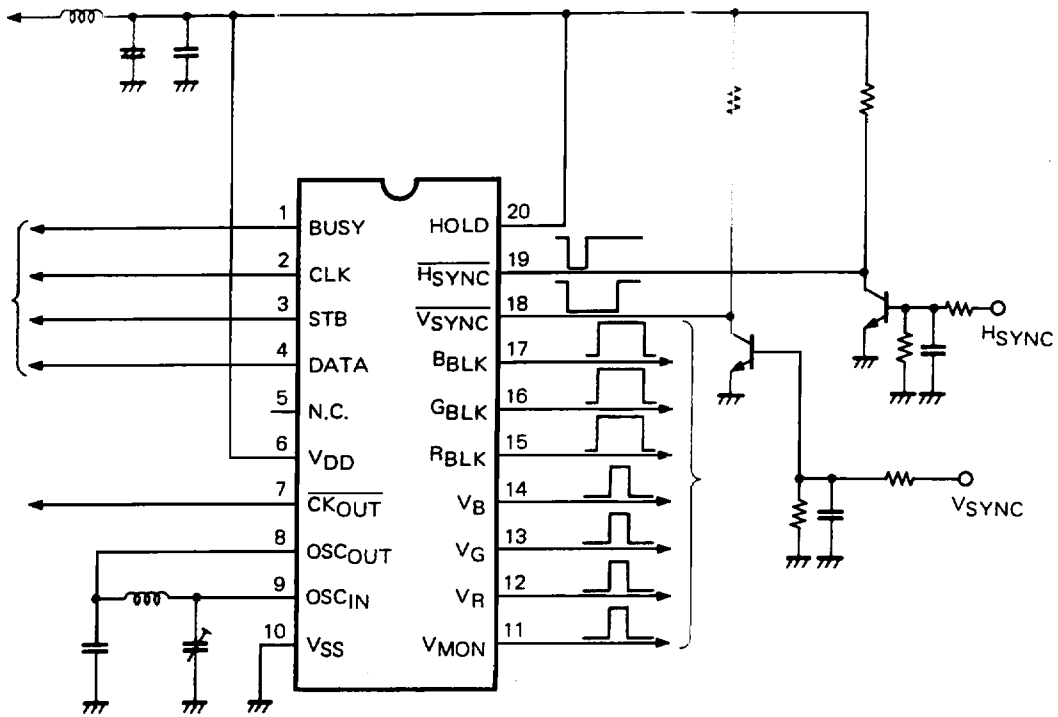 1 BUSY
2 CLK
3 STB
4 DATA
5 N.C.
6 VDD
7 CKOUT
8 OSCOUT
9 OSCIN
10 VSS
HOLD 20
HSYNC 19
VSYNC 18
BBLK 17
GBLK 16
RBLK 15
VB 14
VG 13
VR 12
VMON 11
HSYNC
VSYNC